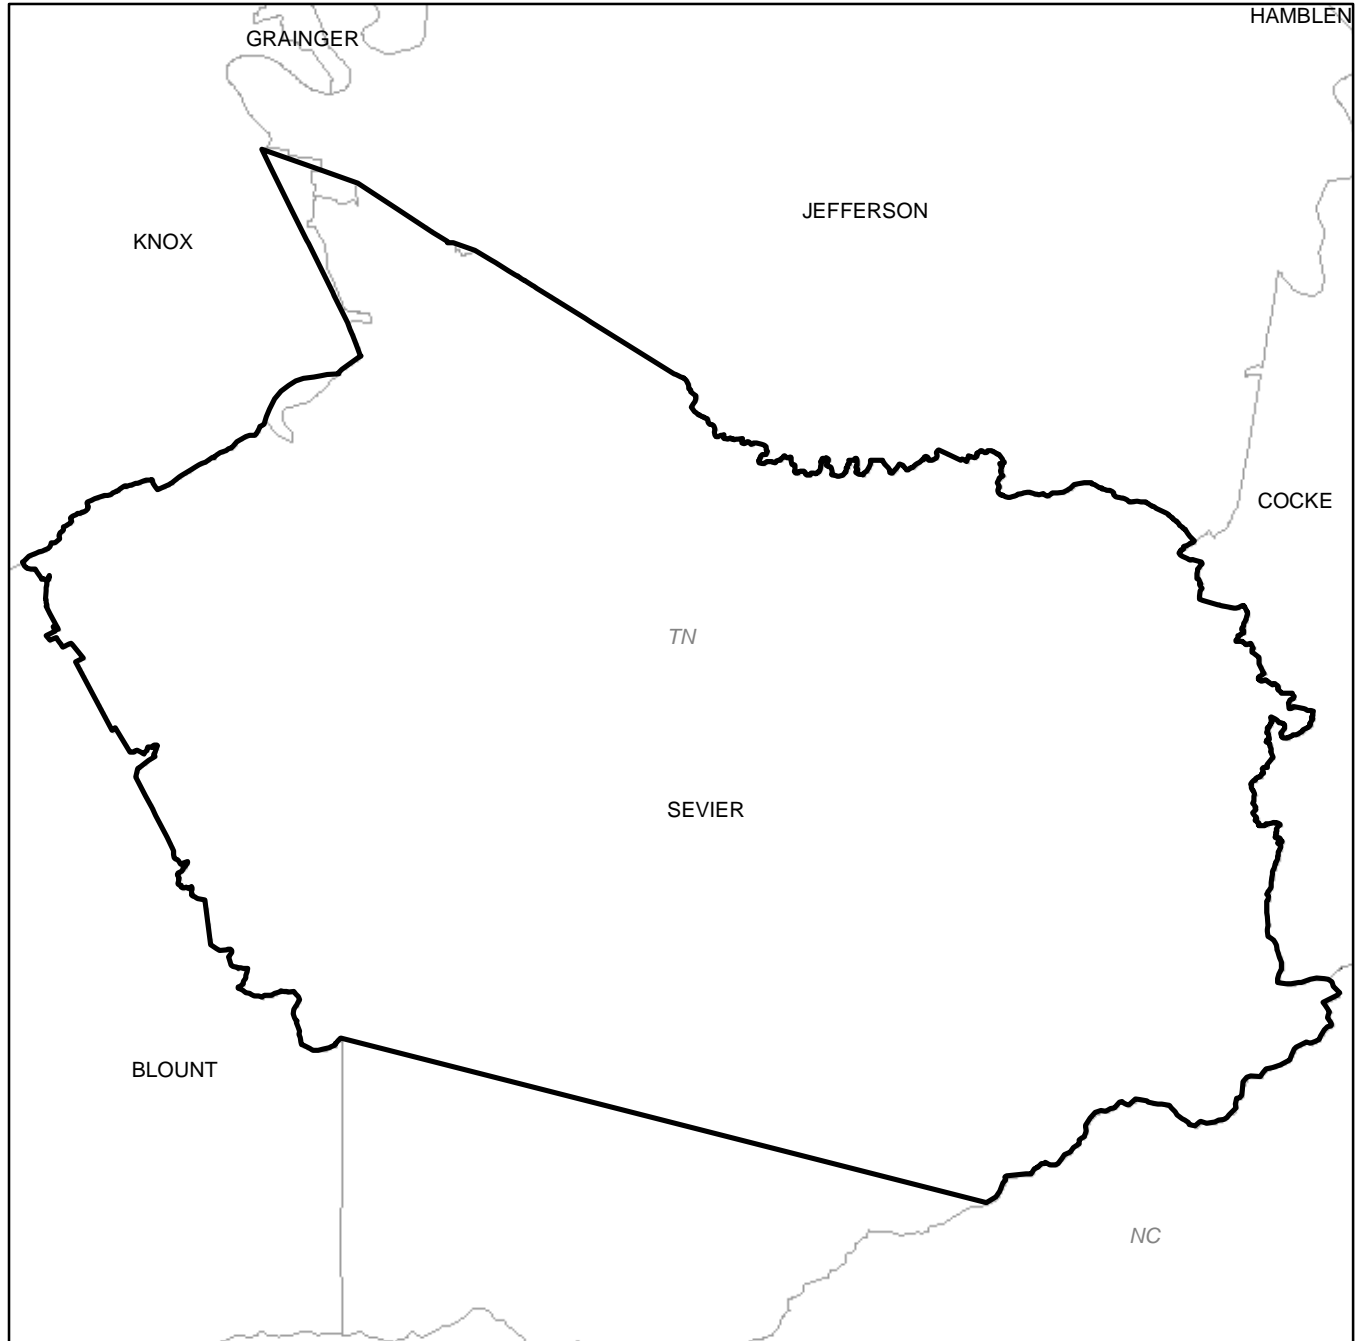 HAMBLEN
GRAINGER
JEFFERSON
KNOX
COCKE
TN
SEVIER
BLOUNT
NC